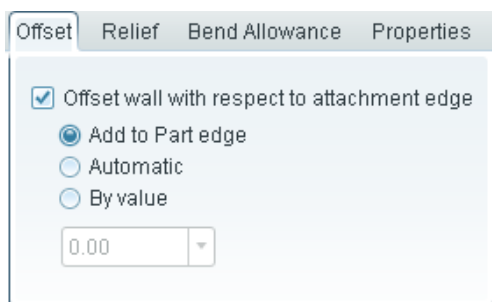 Offset Relief Bend Allowance Properties
Offset wall with respect to attachment edge
Add to Part edge
Automatic
By value
0.00